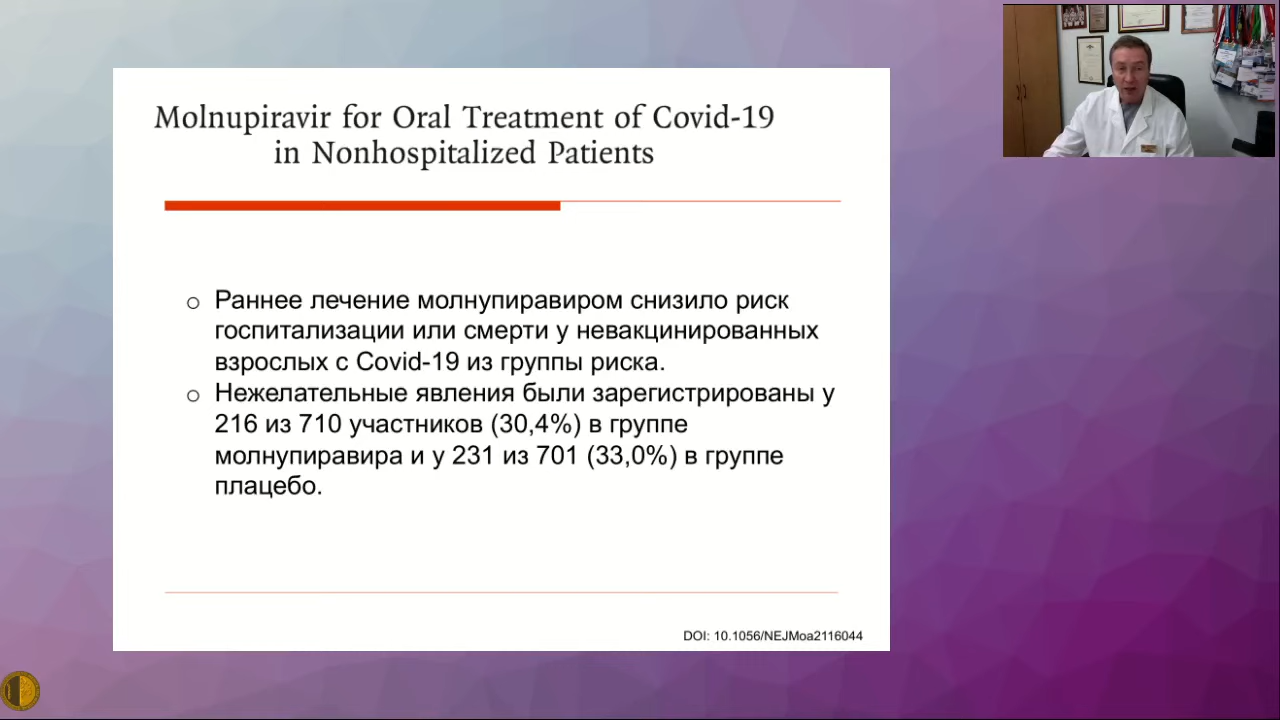 Molnupiravir for Oral Treatment of Covid-19
in Nonhospitalized Patients
o Раннее лечение молнупиравиром снизило риск
госпитализации или смерти у невакцинированных
взрослых с Covid-19 из группы риска.
o Нежелательные явления были зарегистрированы у
216 из 710 участников (30,4%) в группе
молнупиравира и у 231 из 701 (33,0%) в группе
плацебо.
DOI: 10.1056/NEJMoa2116044